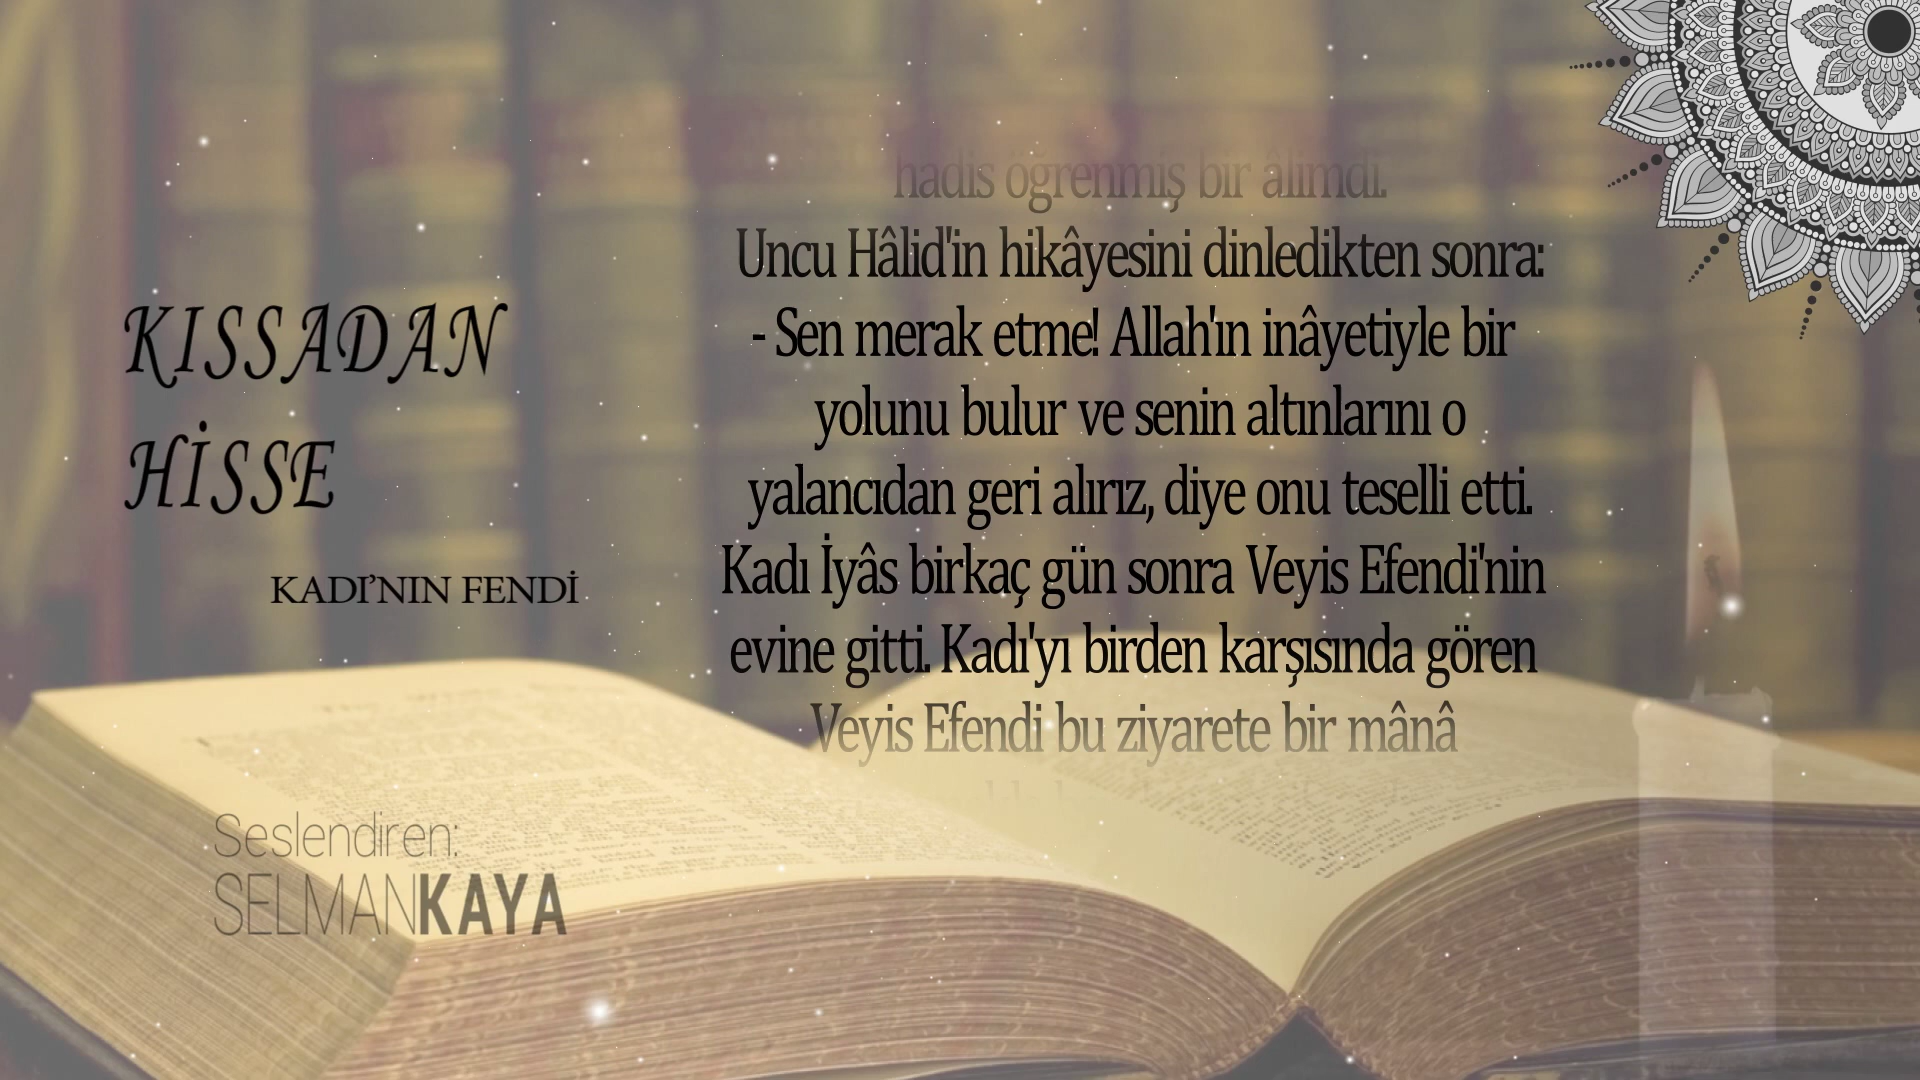 KISSADAN
HİSSE
KADI’NIN FENDİ
hadis öğrenmiş bir âlimdi.
Uncu Hâlid'in hikâyesini dinledikten sonra:
- Sen merak etme! Allah'ın inâyetiyle bir
yolunu bulur ve senin altınlarını o
yalancıdan geri alırız, diye onu teselli etti.
Kadı İyâs birkaç gün sonra Veyis Efendi'nin
evine gitti. Kadı'yı birden karşısında gören
Veyis Efendi bu ziyarete bir mânâ
Seslendiren:
SELMANKAYA